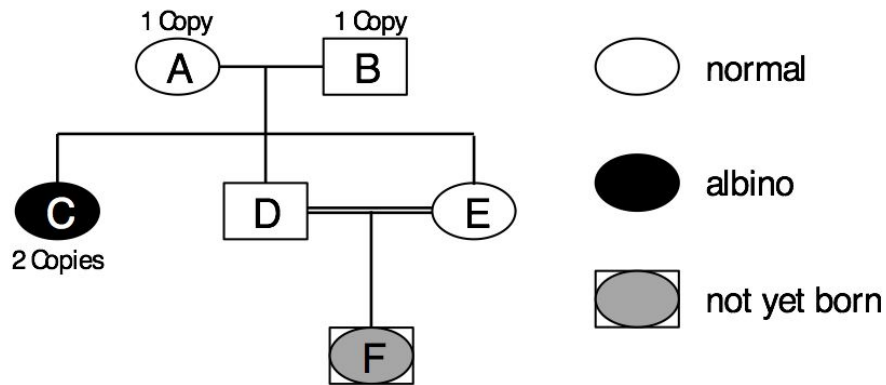 1 Copy 1 Copy
A B normal
C D E albino
2 Copies
F not yet born